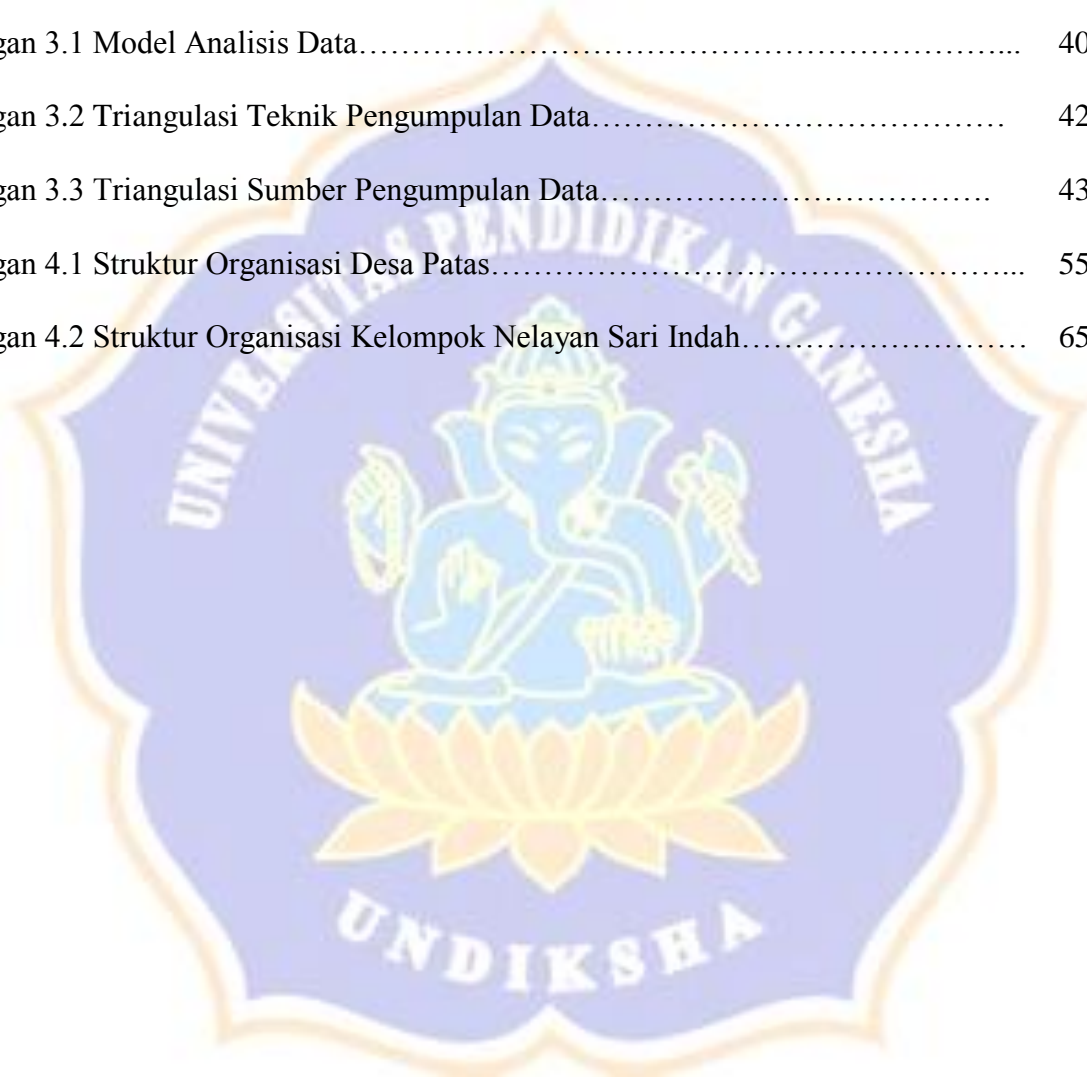 gan 3.1 Model Analisis Data………………………………………………………... 40
gan 3.2 Triangulasi Teknik Pengumpulan Data………………………………… 42
gan 3.3 Triangulasi Sumber Pengumpulan Data………………………………. 43
gan 4.1 Struktur Organisasi Desa Patas…………………………………………... 55
gan 4.2 Struktur Organisasi Kelompok Nelayan Sari Indah……………………… 65
UNIVERSITAS PENDIDIKAN GANESHA
UNDIKSHA